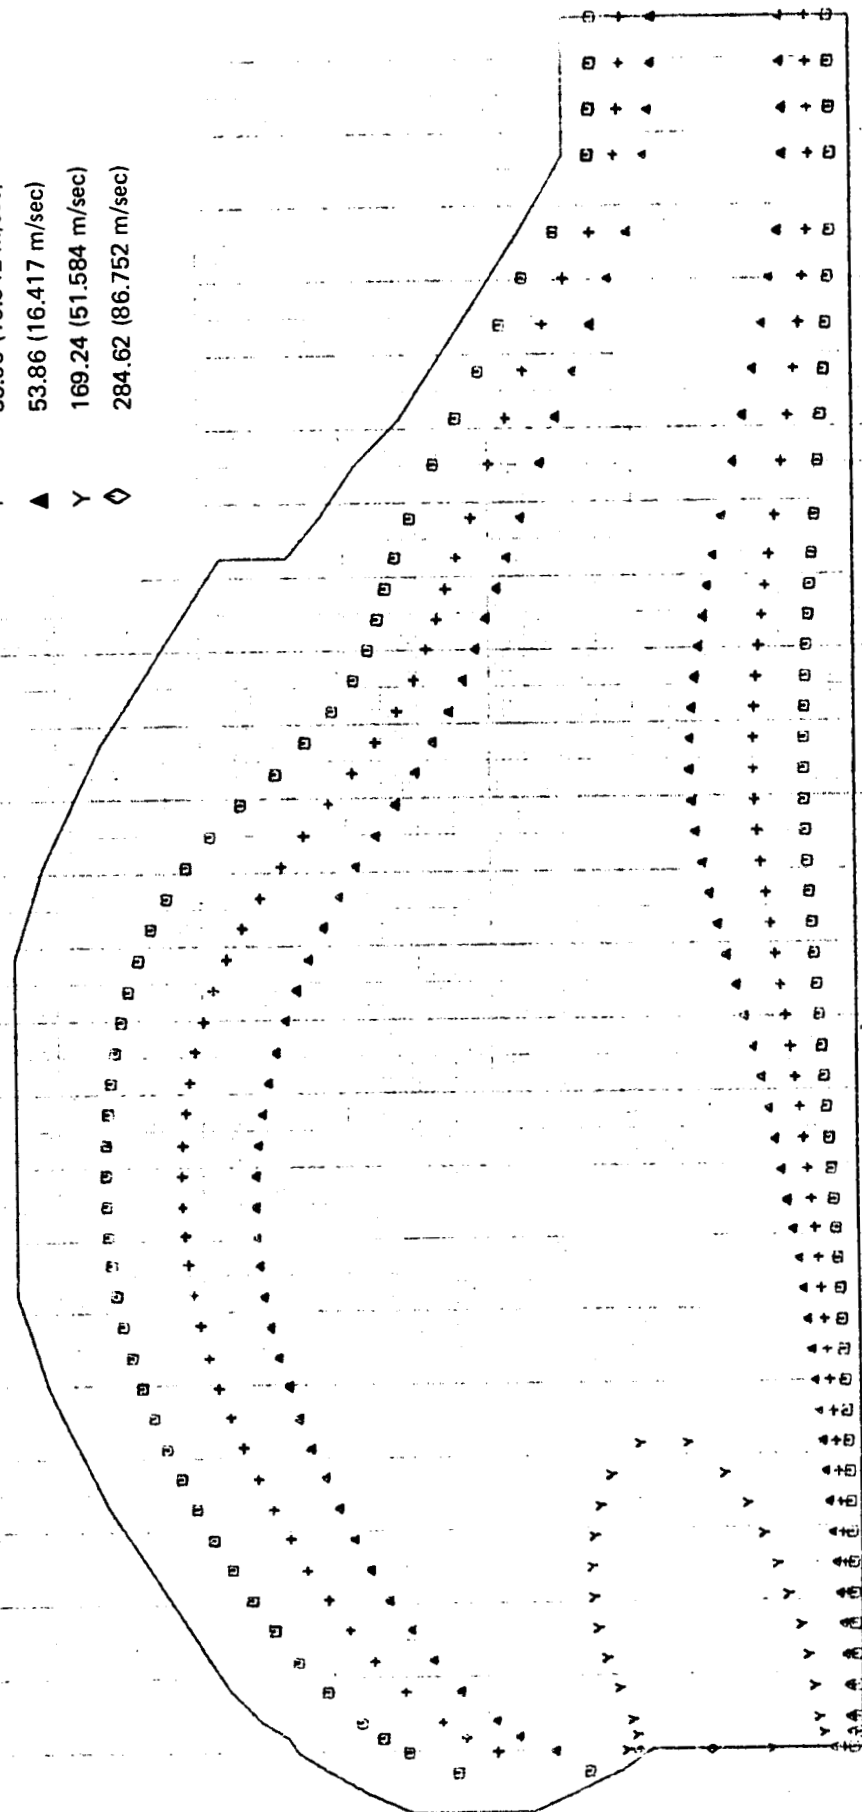 ▲ 53.86 (16.417 m/sec)
Y 169.24 (51.584 m/sec)
◇ 284.62 (86.752 m/sec)